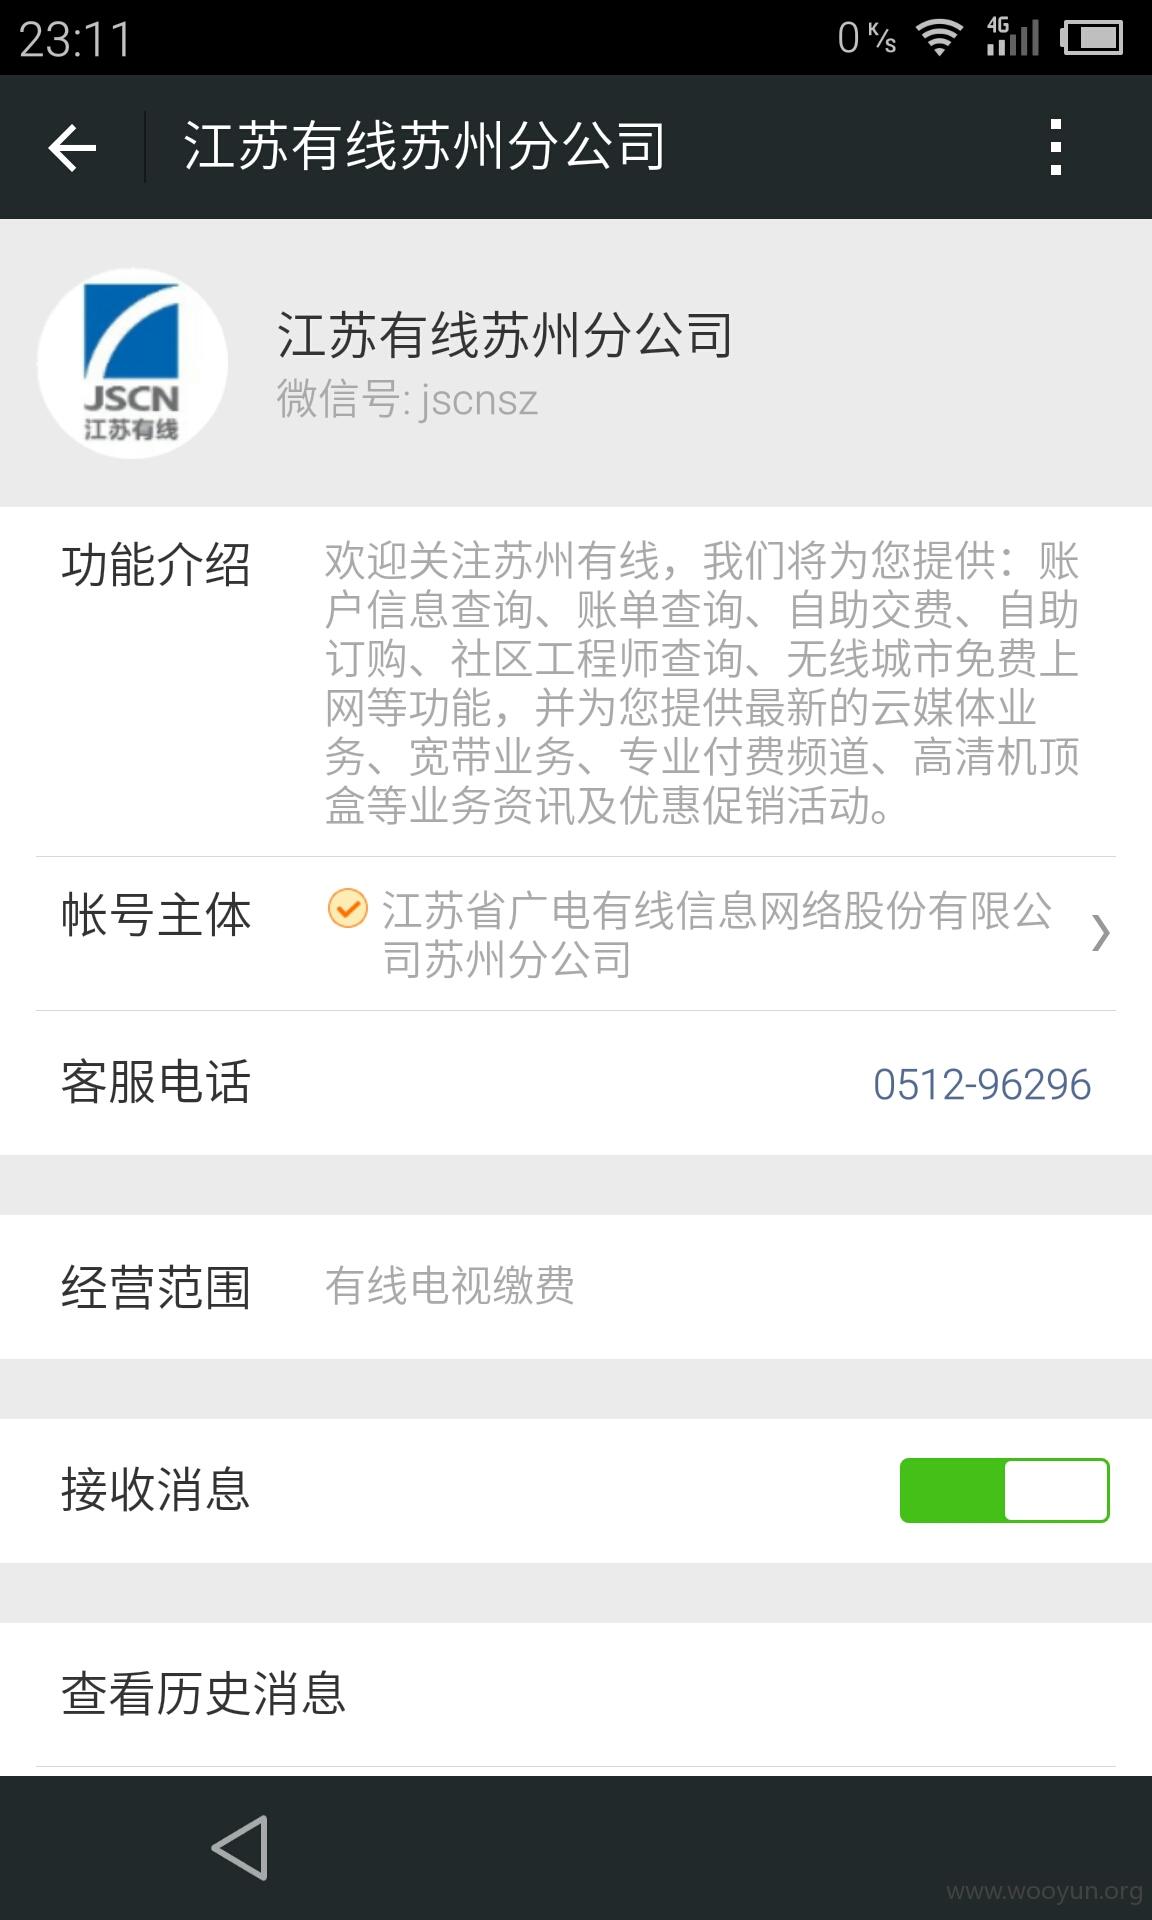 23:11
0 K/s
4G
江苏有线苏州分公司
JSCN
江苏有线
江苏有线苏州分公司
微信号: jscnsz
功能介绍
欢迎关注苏州有线，我们将为您提供：账
户信息查询、账单查询、自助交费、自助
订购、社区工程师查询、无线城市免费上
网等功能，并为您提供最新的云媒体业
务、宽带业务、专业付费频道、高清机顶
盒等业务资讯及优惠促销活动。
帐号主体
江苏省广电有线信息网络股份有限公
司苏州分公司
客服电话
0512-96296
经营范围
有线电视缴费
接收消息
查看历史消息
www.wooyun.org